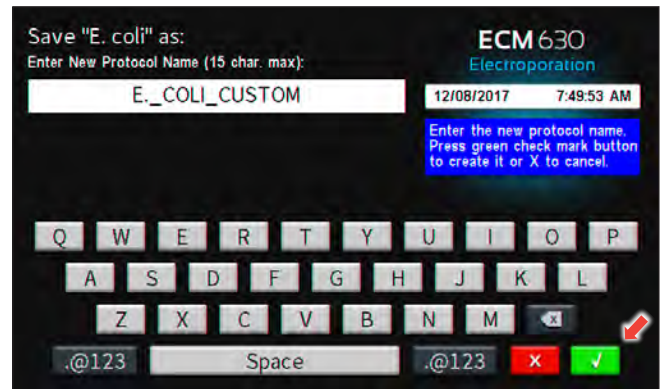 Save "E. coli" as:
Enter New Protocol Name (15 char. max):
E._COLI_CUSTOM
ECM 630
Electroporation
12/08/2017 7:49:53 AM
Enter the new protocol name.
Press green check mark button
to create it or X to cancel.
Q W E R T Y U I O P
A S D F G H J K L
Z X C V B N M x
.@123 Space .@123 X √